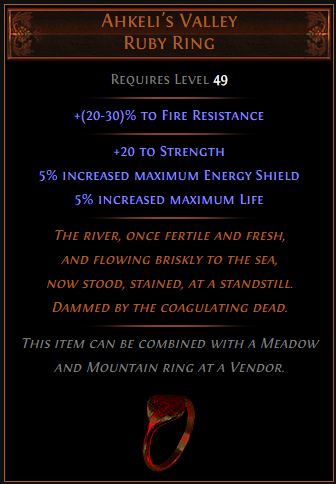 Ahkeli's Valley
Ruby Ring
Requires Level 49
+(20-30)% to Fire Resistance
+20 to Strength
5% increased maximum Energy Shield
5% increased maximum Life
The river, once fertile and fresh,
and flowing briskly to the sea,
now stood, stained, at a standstill.
Dammed by the coagulating dead.
This item can be combined with a Meadow
and Mountain ring at a Vendor.